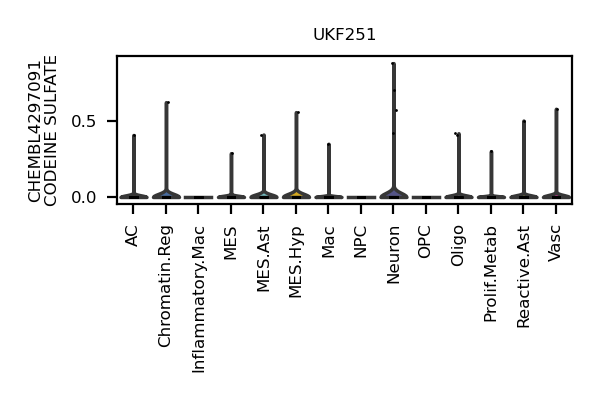 UKF251
CHEMBL4297091
CODEINE SULFATE
0.5
0.0
AC
Chromatin.Reg
Inflammatory.Mac
MES
MES.Ast
MES.Hyp
Mac
NPC
Neuron
OPC
Oligo
Prolif.Metab
Reactive.Ast
Vasc